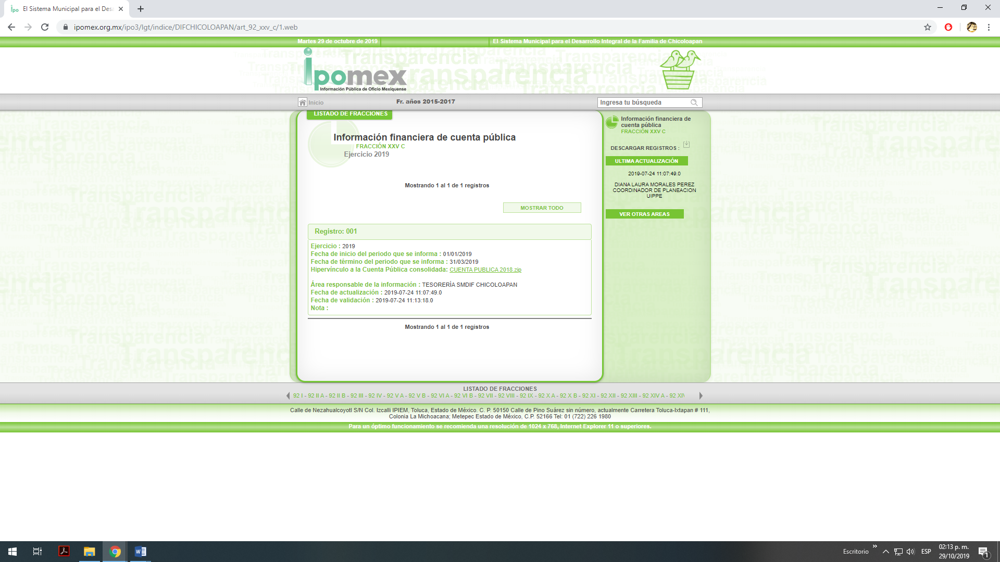 El Sistema Municipal para el Desa
ipomex.org.mx/ipo3/lgt/indice/DIFCHICOLOAPAN/art_92_xxv_c/1.web
Martes 29 de octubre de 2019
El Sistema Municipal para el Desarrollo Integral de la Familia de Chicoloapan
ipomex
Información Pública de Oficio Mexiquense
Transparencia
Inicio
Fr. años 2015-2017
Ingresa tu búsqueda
LISTADO DE FRACCIONES
Información financiera de cuenta pública
FRACCIÓN XXV C
Ejercicio 2019
Mostrando 1 al 1 de 1 registros
MOSTRAR TODO
Registro: 001
Ejercicio : 2019
Fecha de inicio del periodo que se informa : 01/01/2019
Fecha de término del periodo que se informa : 31/03/2019
Hipervínculo a la Cuenta Pública consolidada: CUENTA PUBLICA 2018.zip
Área responsable de la información : TESORERÍA SMDIF CHICOLOAPAN
Fecha de actualización : 2019-07-24 11:07:49.0
Fecha de validación : 2019-07-24 11:13:18.0
Nota :
Mostrando 1 al 1 de 1 registros
Información financiera de
cuenta pública
FRACCIÓN XXV C
DESCARGAR REGISTROS :
ULTIMA ACTUALIZACIÓN
2019-07-24 11:07:49.0
DIANA LAURA MORALES PEREZ
COORDINADOR DE PLANEACION
UIPPE
VER OTRAS AREAS
LISTADO DE FRACCIONES
92 I - 92 II A - 92 II B - 92 III - 92 IV - 92 V A - 92 V B - 92 VI A - 92 VI B - 92 VII - 92 VIII - 92 IX - 92 X A - 92 X B - 92 XI - 92 XII - 92 XIII - 92 XIV A - 92 XIV
Calle de Nezahualcoyotl S/N Col. Izcalli IPIEM, Toluca, Estado de México. C. P. 50150 Calle de Pino Suárez sin número, actualmente Carretera Toluca-Ixtapan # 111,
Colonia La Michoacana; Metepec Estado de México, C.P. 52166 Tel: 01 (722) 226 1980
Para un óptimo funcionamiento se recomienda una resolución de 1024 x 768, Internet Explorer 11 o superiores.
Escritorio
ESP
02:13 p. m.
29/10/2019
1